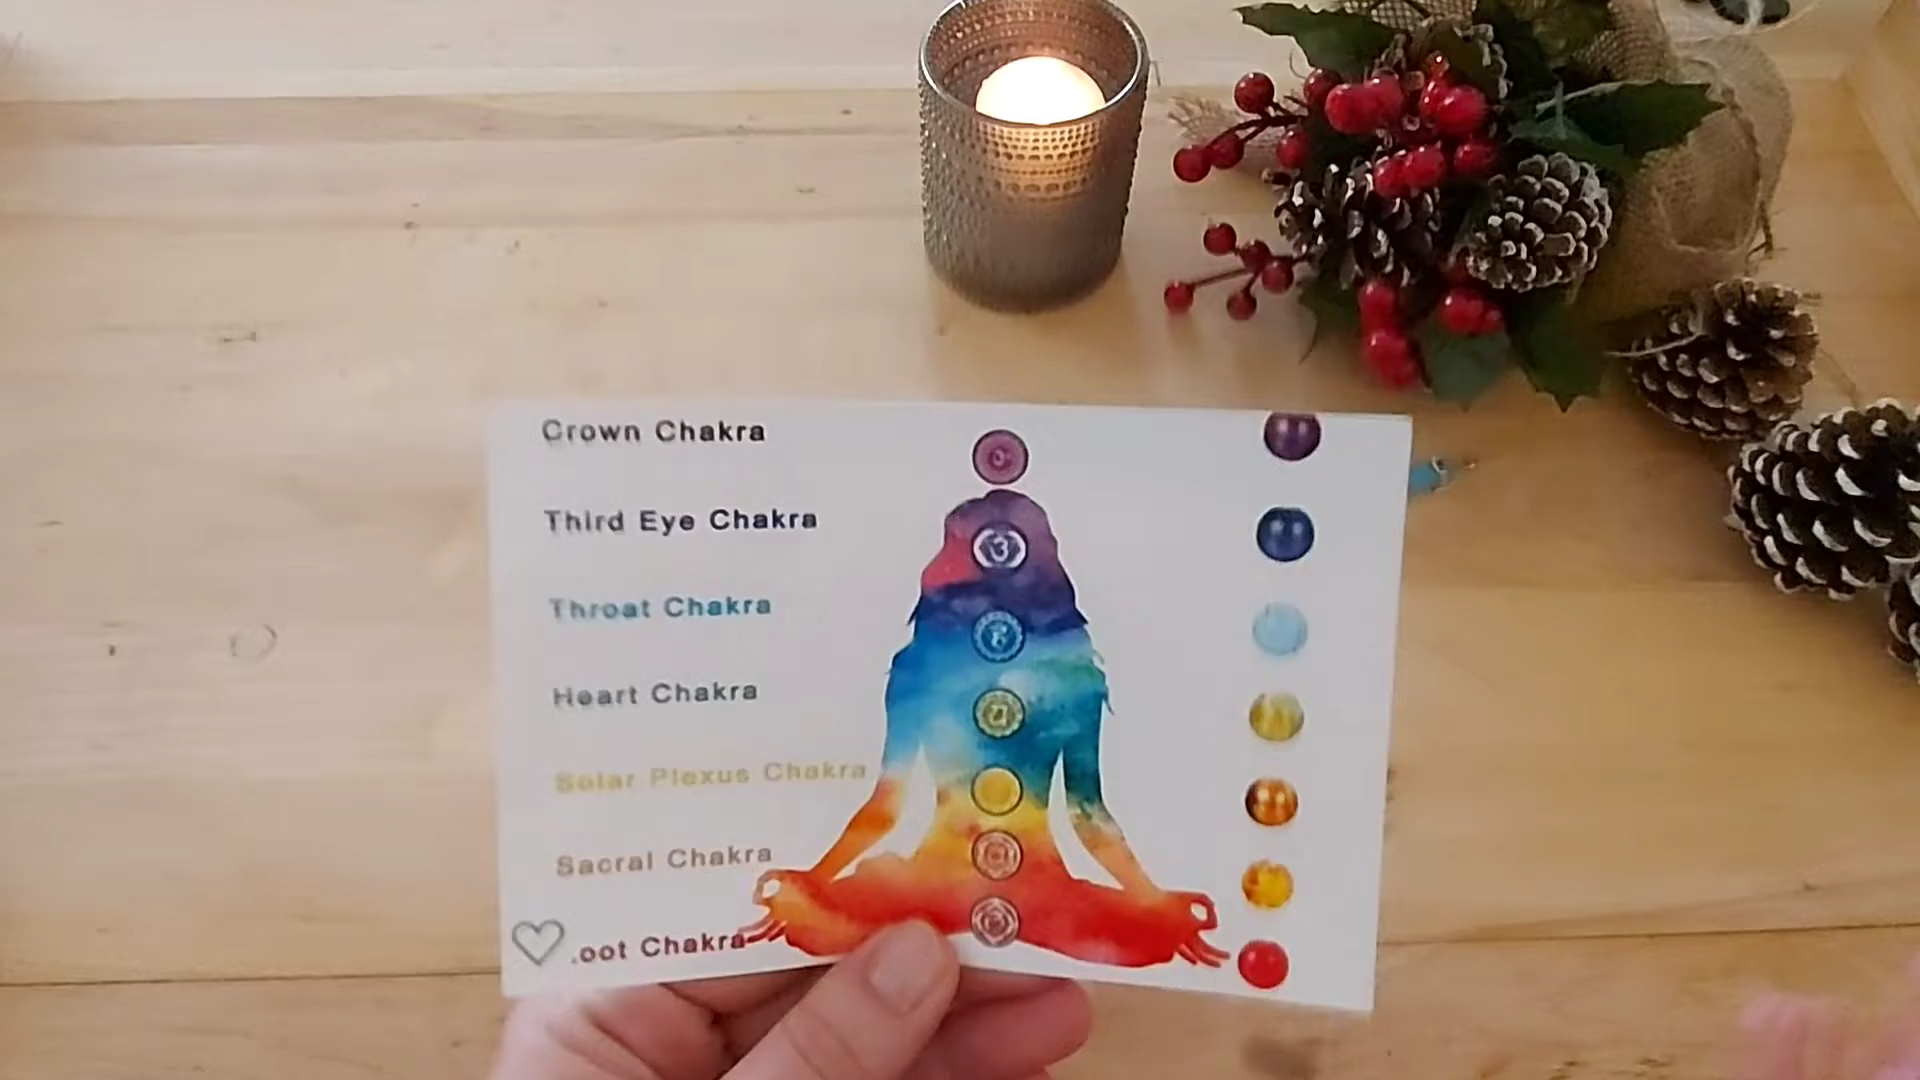 Crown Chakra
Third Eye Chakra
Throat Chakra
Heart Chakra
Solar Plexus Chakra
Sacral Chakra
.oot Chakra